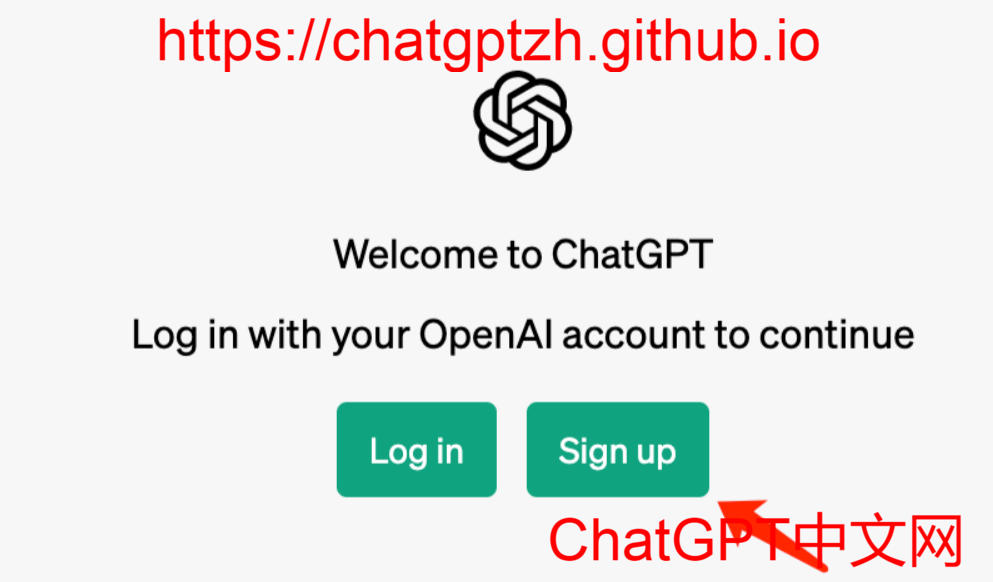 https://chatgptzh.github.io
Welcome to ChatGPT
Log in with your OpenAI account to continue
Log in
Sign up
ChatGPT中文网